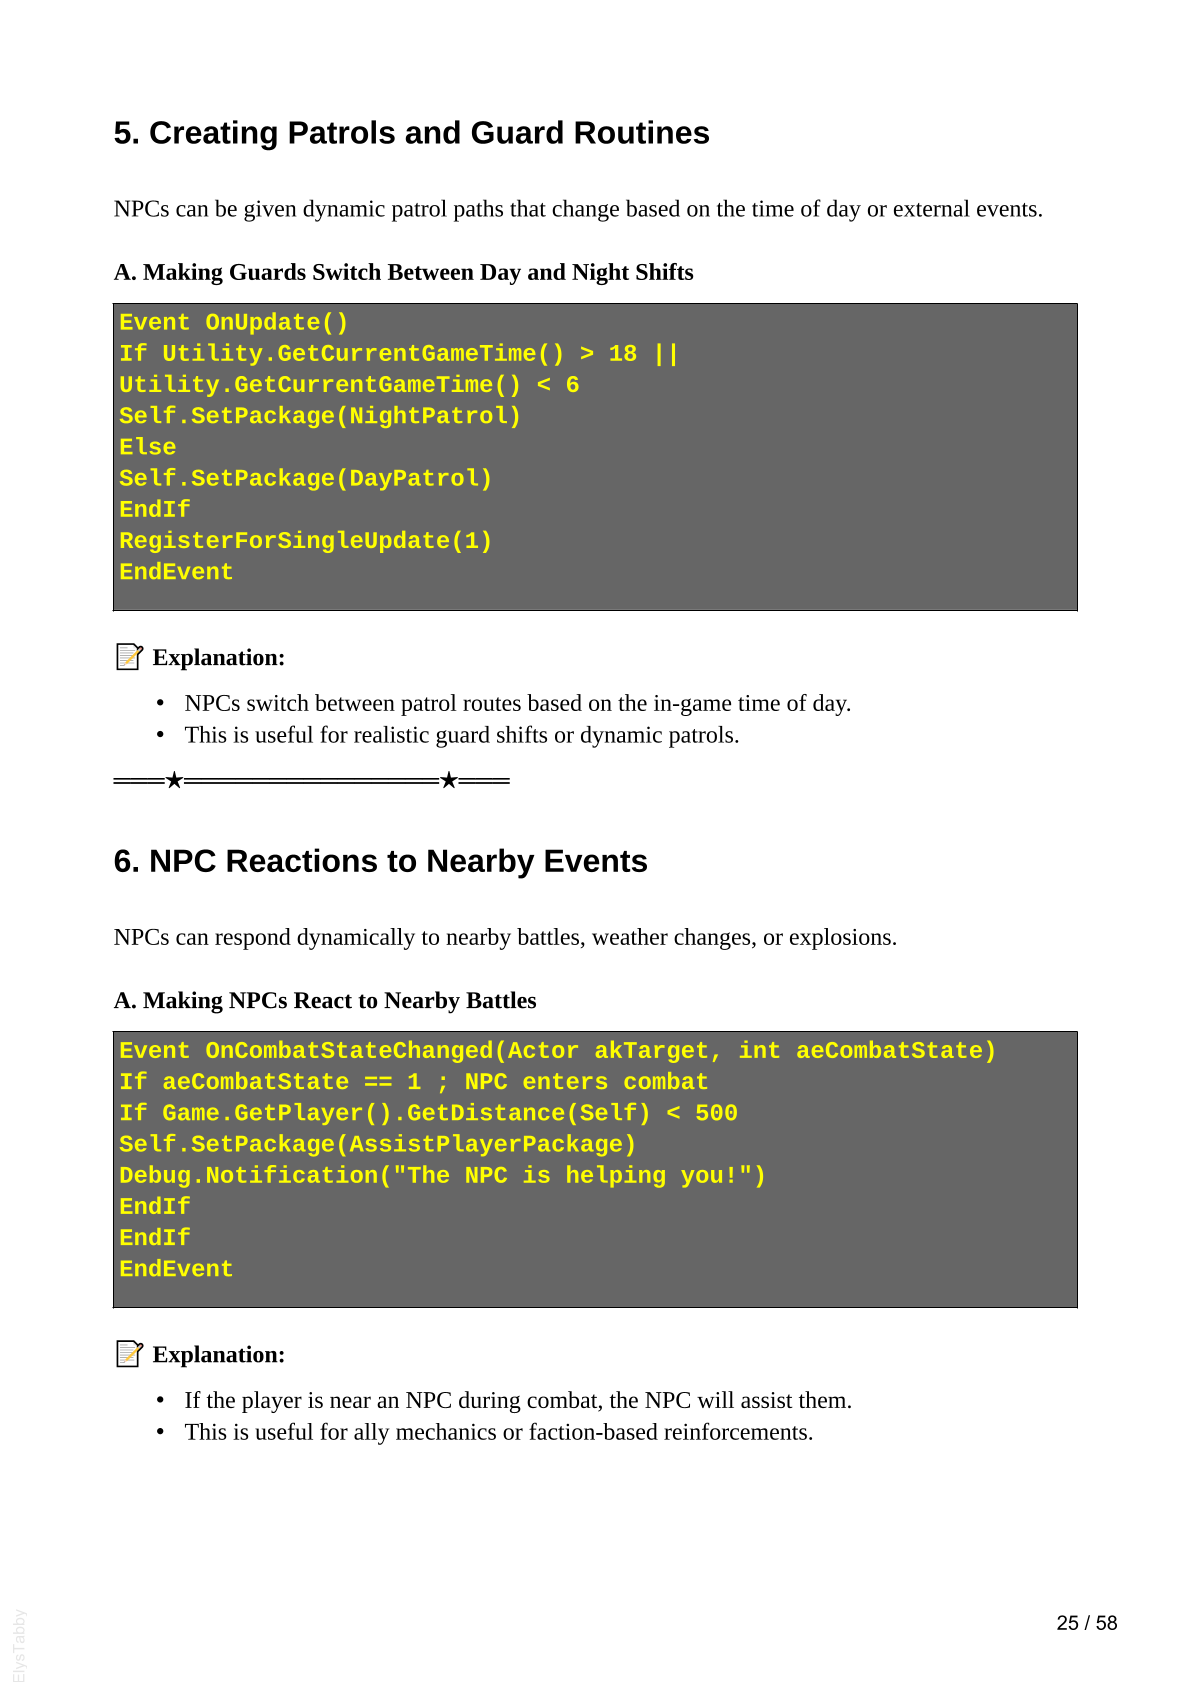 5. Creating Patrols and Guard Routines
NPCs can be given dynamic patrol paths that change based on the time of day or external events.
A. Making Guards Switch Between Day and Night Shifts
Event OnUpdate()
If Utility.GetCurrentGameTime() > 18 ||
Utility.GetCurrentGameTime() < 6
Self.SetPackage(NightPatrol)
Else
Self.SetPackage(DayPatrol)
EndIf
RegisterForSingleUpdate(1)
EndEvent
📝 Explanation:
• NPCs switch between patrol routes based on the in-game time of day.
• This is useful for realistic guard shifts or dynamic patrols.
═══★═══════════════★═══
6. NPC Reactions to Nearby Events
NPCs can respond dynamically to nearby battles, weather changes, or explosions.
A. Making NPCs React to Nearby Battles
Event OnCombatStateChanged(Actor akTarget, int aeCombatState)
If aeCombatState == 1 ; NPC enters combat
If Game.GetPlayer().GetDistance(Self) < 500
Self.SetPackage(AssistPlayerPackage)
Debug.Notification("The NPC is helping you!")
EndIf
EndIf
EndEvent
📝 Explanation:
• If the player is near an NPC during combat, the NPC will assist them.
• This is useful for ally mechanics or faction-based reinforcements.
25 / 58
ElysTabby